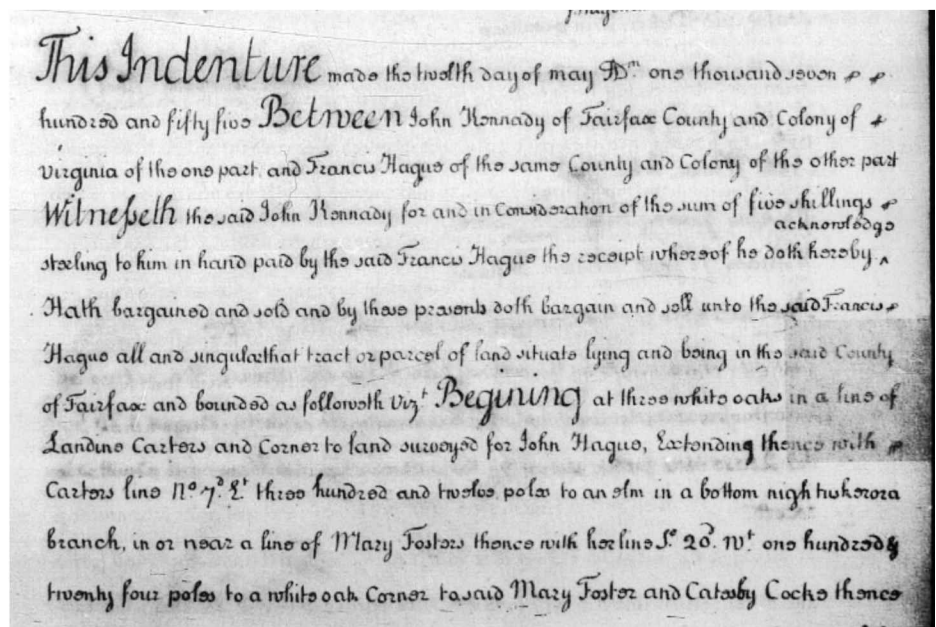 This Indenture made the twelth day of may ADm. one thousand seven
hundred and fifty five Between John Kennady of Fairfax County and Colony of
Virginia of the one part, and Francis Hague of the same County and Colony of the other part
Witnesseth the said John Kennady for and in Consideration of the sum of five shillings
acknowledge
sterling to him in hand paid by the said Francis Hague the receipt whereof he doth hereby ^
Hath bargained and sold and by these presents doth bargain and sell unto the said Francis
Hague all and singular that tract or parcel of land situate lying and being in the said County
of Fairfax and bounded as followeth Vizt. Begining at three white oaks in a line of
Landine Carters and Corner to land surveyed for John Hague, Extending thence with
Carters line No. 7d. Et. three hundred and twelve poles to an elm in a bottom nigh tuskerora
branch, in or near a line of Mary Fosters thence with her line So. 20d. Wt. one hundred &
twenty four poles to a white oak Corner to said Mary Foster and Catesby Cocke thence